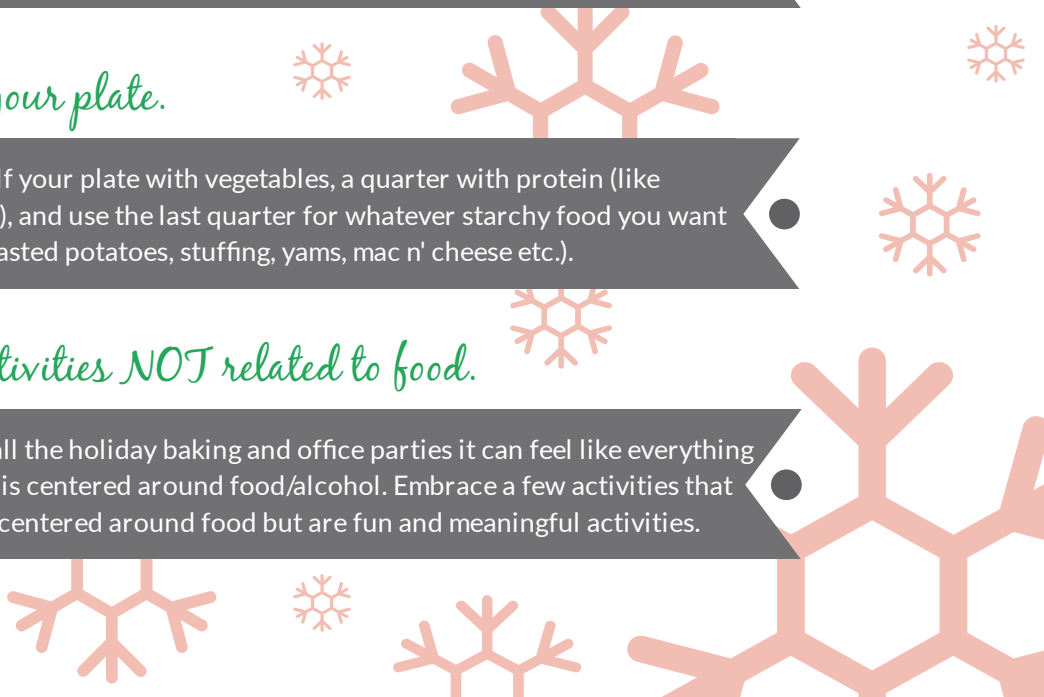 your plate.
lf your plate with vegetables, a quarter with protein (like
), and use the last quarter for whatever starchy food you want
asted potatoes, stuffing, yams, mac n' cheese etc.).
tivities NOT related to food.
all the holiday baking and office parties it can feel like everything
is centered around food/alcohol. Embrace a few activities that
centered around food but are fun and meaningful activities.